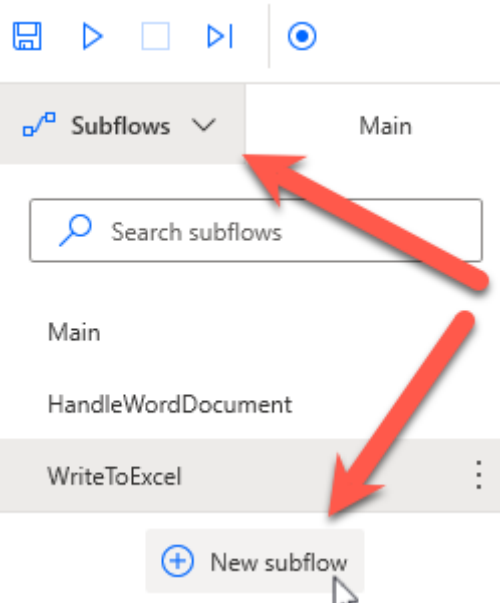 Subflows Main
Search subflows
Main
HandleWordDocument
WriteToExcel
New subflow